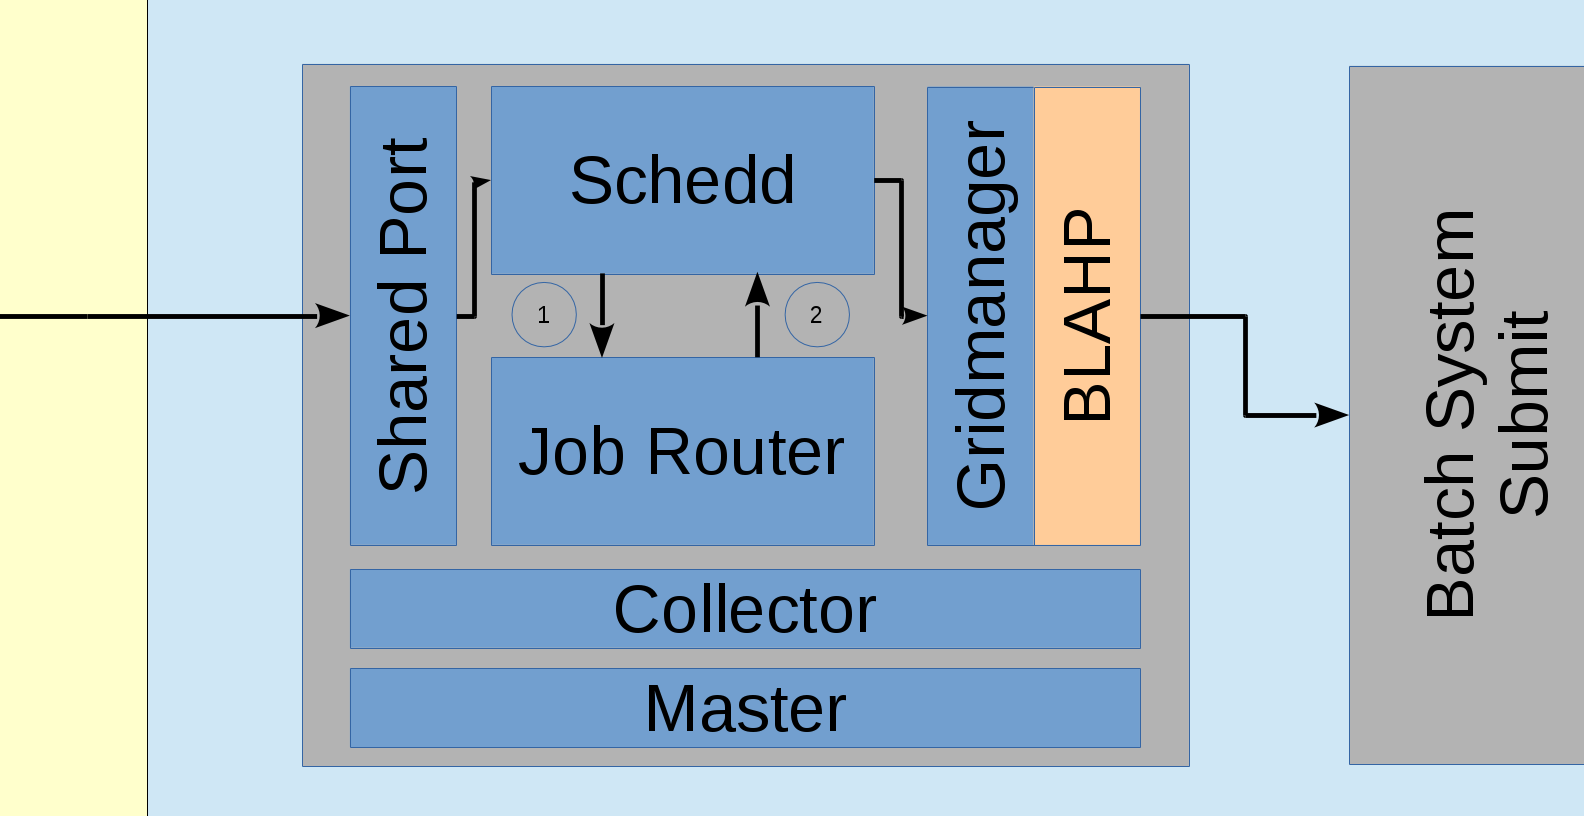 Shared Port
Schedd
1
2
Job Router
Gridmanager
BLAHP
Collector
Master
Batch System
Submit